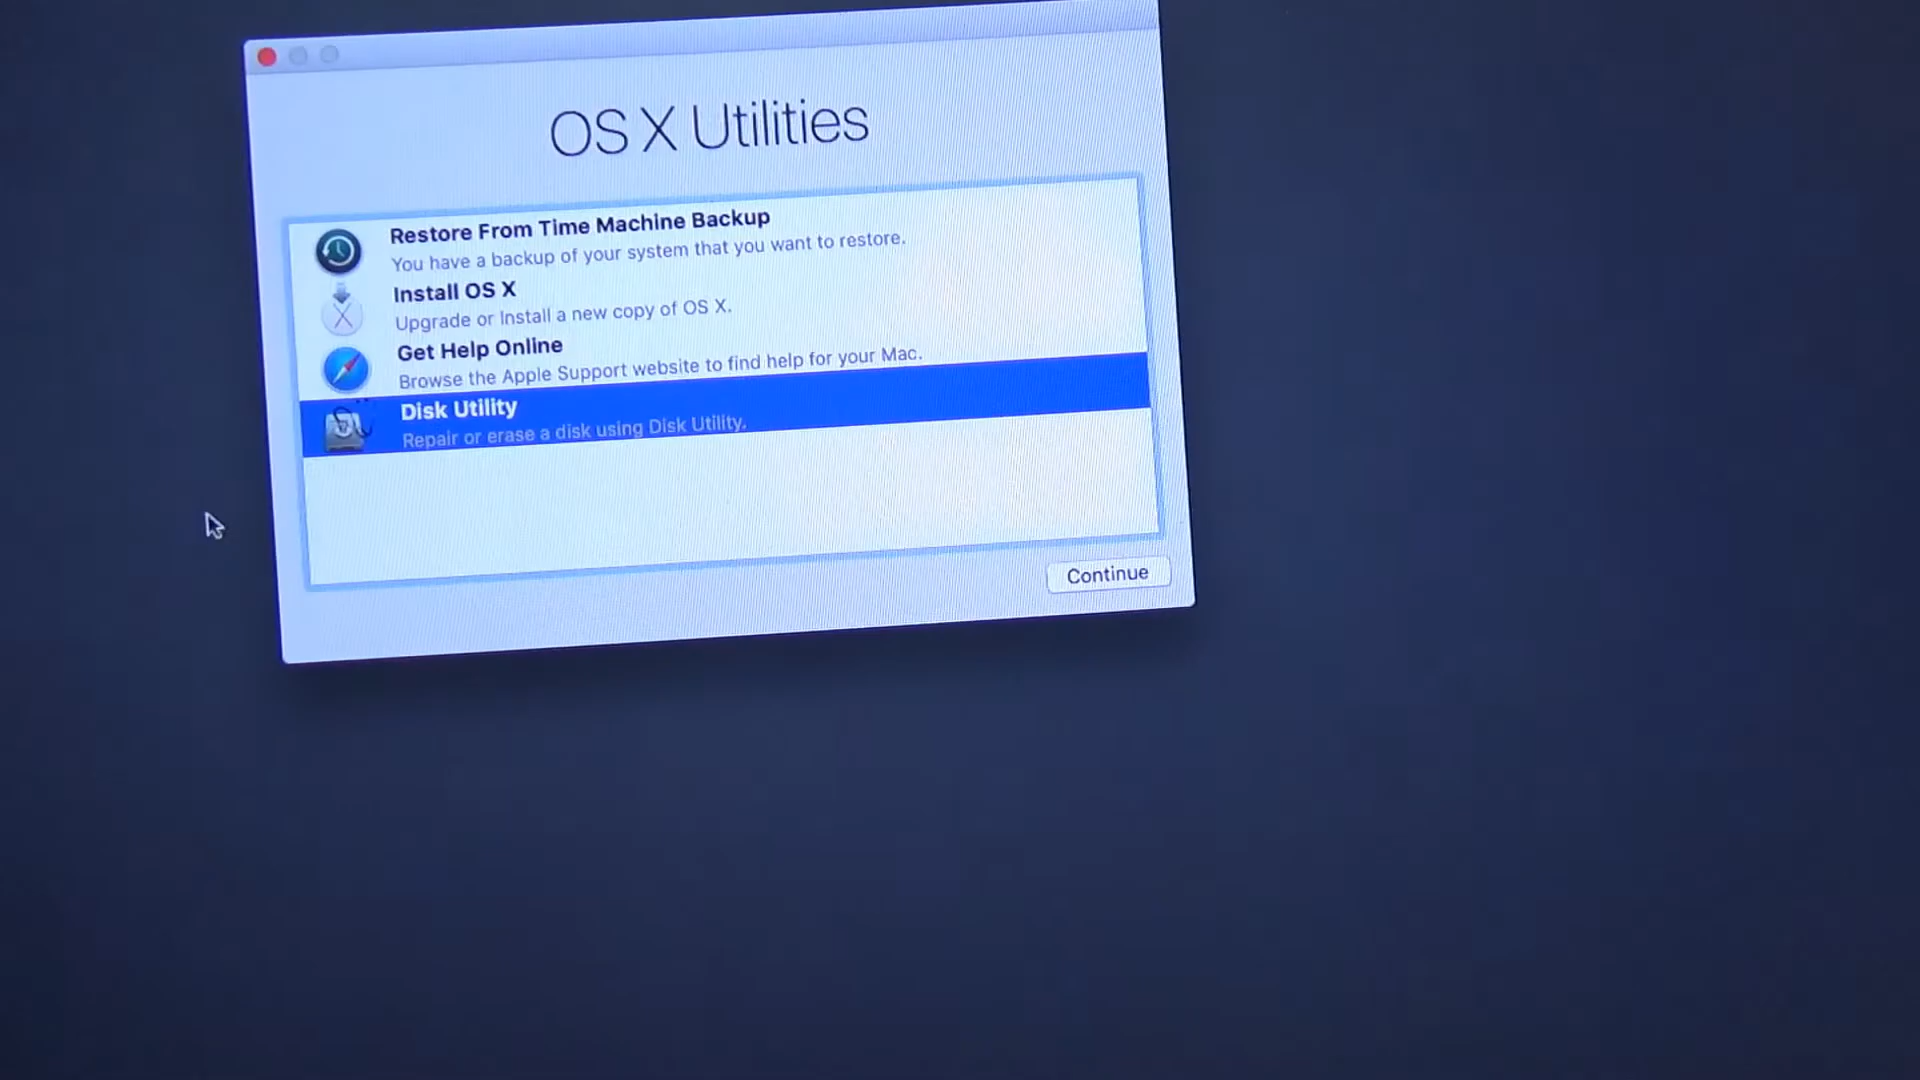 OS X Utilities
Restore From Time Machine Backup
You have a backup of your system that you want to restore.
Install OS X
Upgrade or Install a new copy of OS X.
Get Help Online
Browse the Apple Support website to find help for your Mac.
Disk Utility
Repair or erase a disk using Disk Utility.
Continue